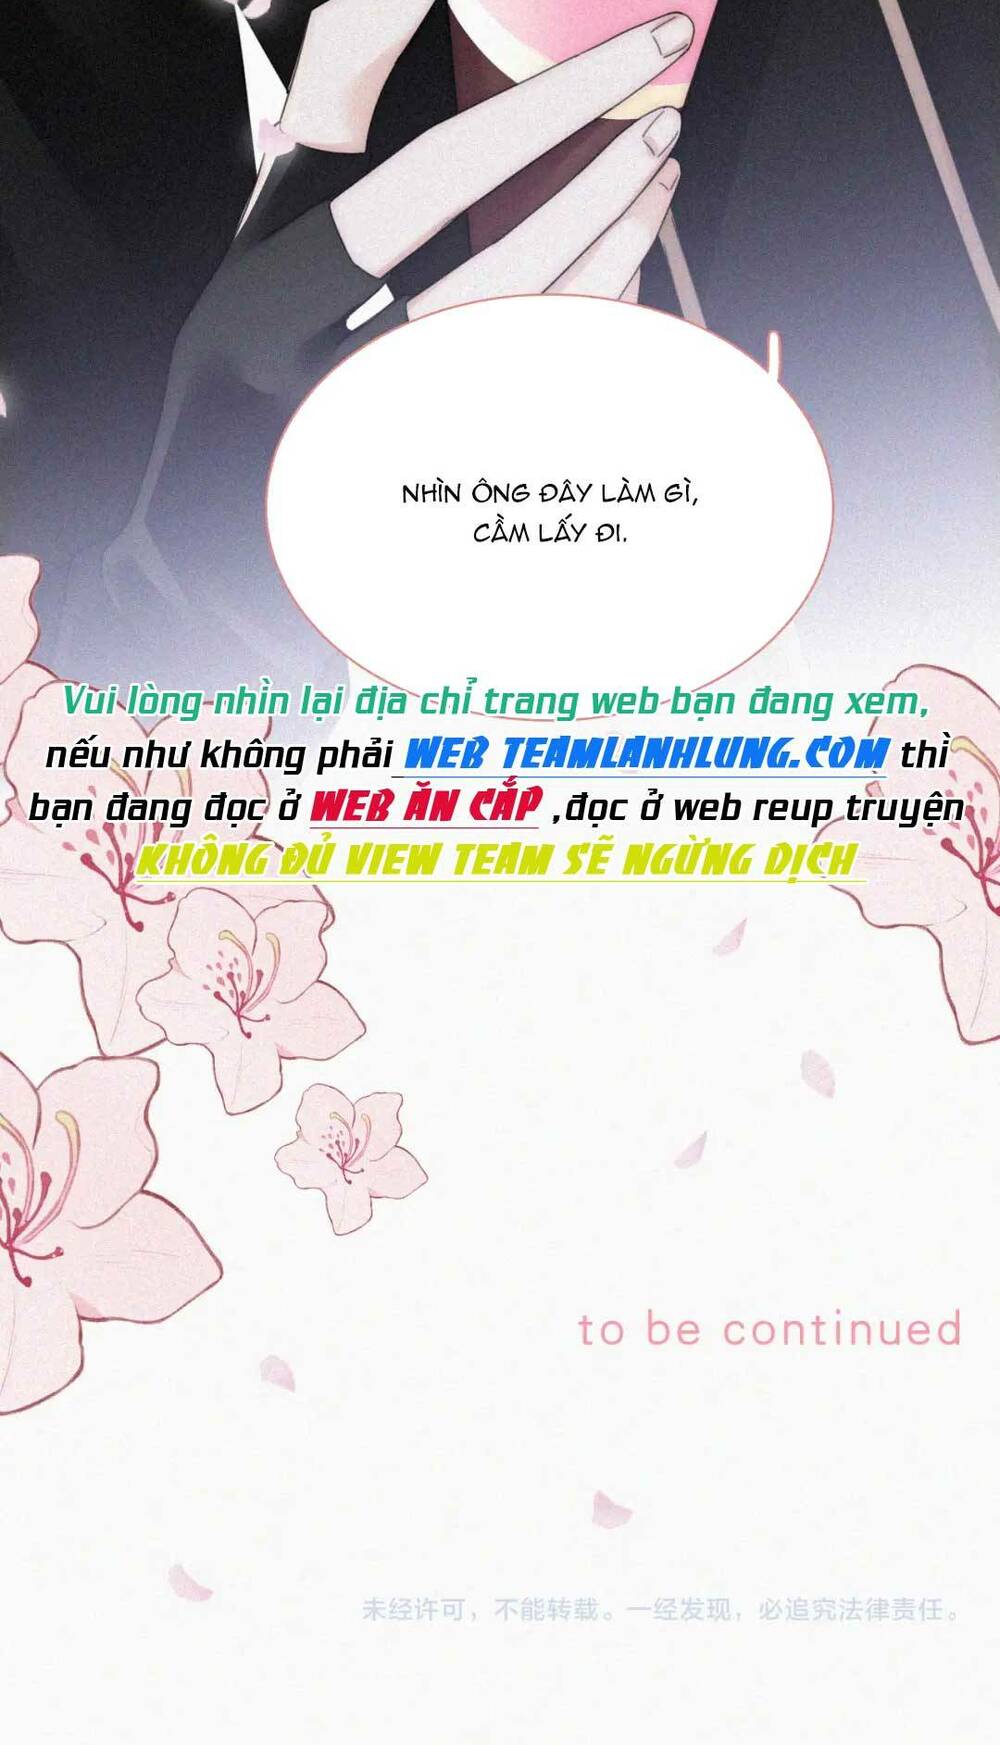 NHÌN ÔNG ĐÂY LÀM GÌ,
CẦM LẤY ĐI.
Vui lòng nhìn lại địa chỉ trang web bạn đang xem,
nếu như không phải WEB TEAMLANHLUNG.COM thì
bạn đang đọc ở WEB ĂN CẮP ,đọc ở web reup truyện
KHÔNG ĐỦ VIEW TEAM SẼ NGỪNG DỊCH
to be continued
未经许可，不能转载。一经发现，必追究法律责任。